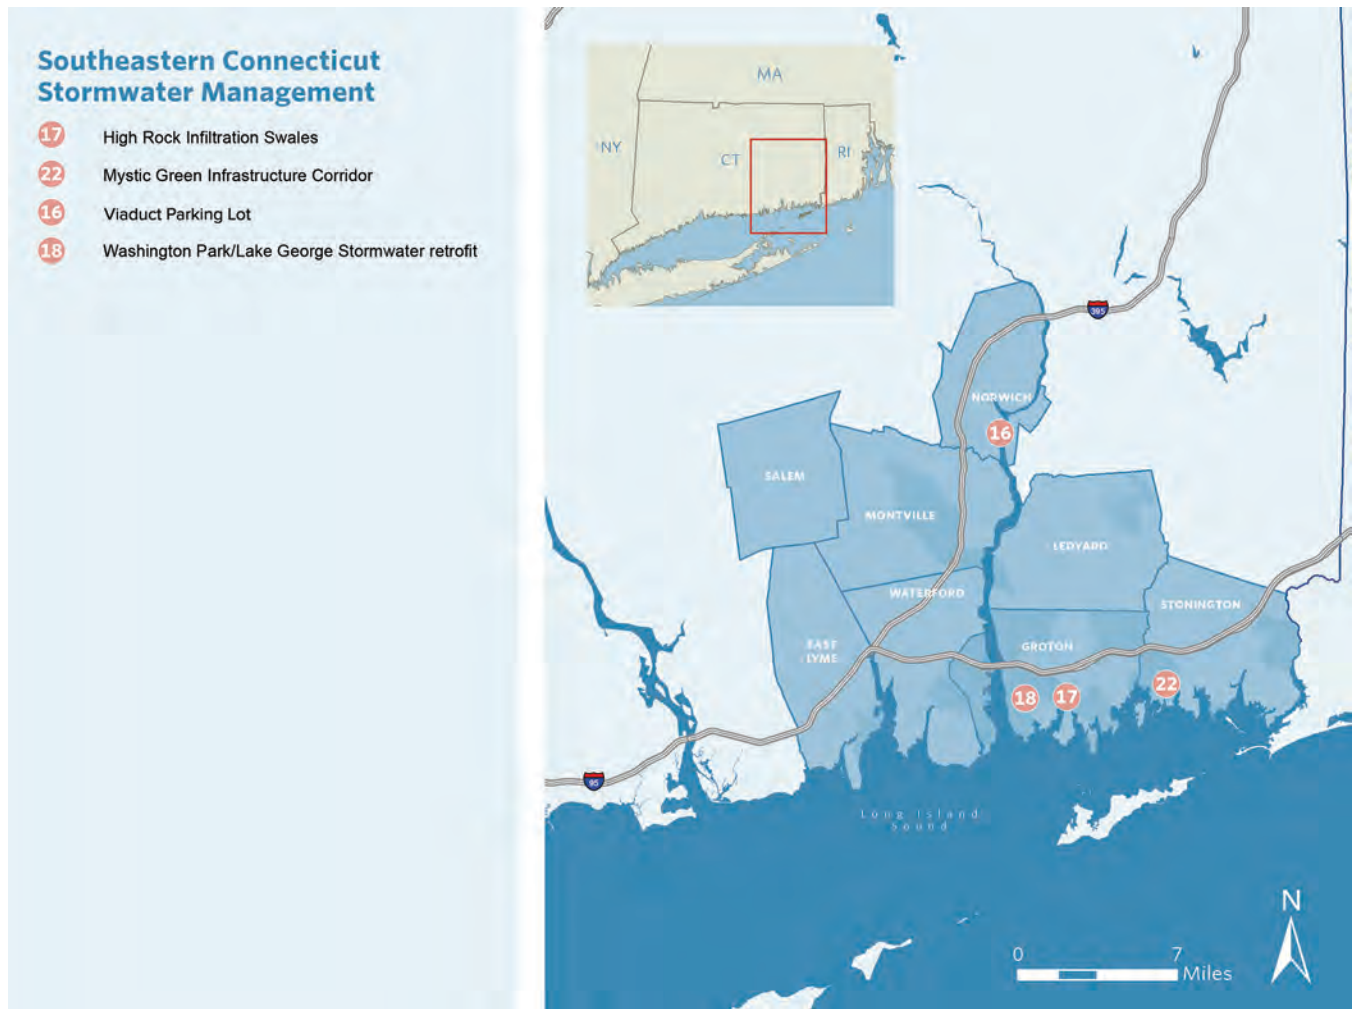 Southeastern Connecticut
Stormwater Management
17 High Rock Infiltration Swales
22 Mystic Green Infrastructure Corridor
16 Viaduct Parking Lot
18 Washington Park/Lake George Stormwater retrofit
MA
NY
CT
RI
395
NORWICH
16
SALEM
MONTVILLE
LEDYARD
WATERFORD
STONINGTON
EAST
LYME
GROTON
18
17
22
95
Long Island
Sound
N
0 7
Miles